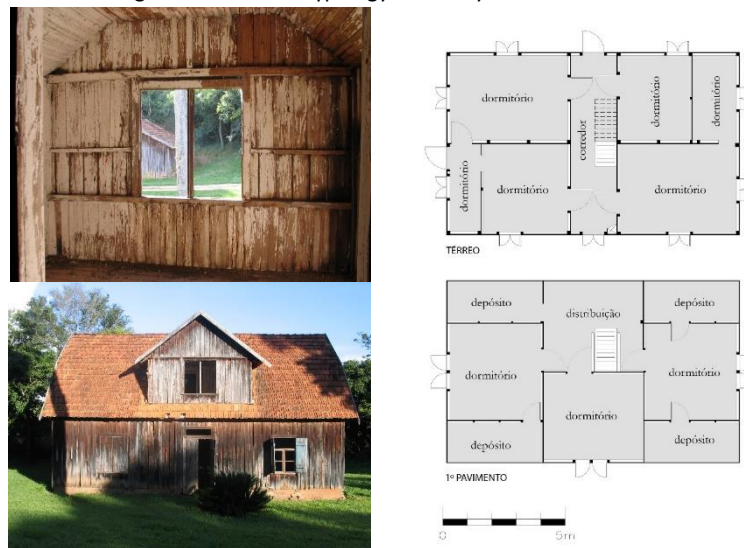 dormitório
dormitório
dormitório
corredor
dormitório
dormitório
dormitório
TÉRREO
depósito
distribuição
depósito
dormitório
dormitório
dormitório
depósito
depósito
1º PAVIMENTO
0
5m